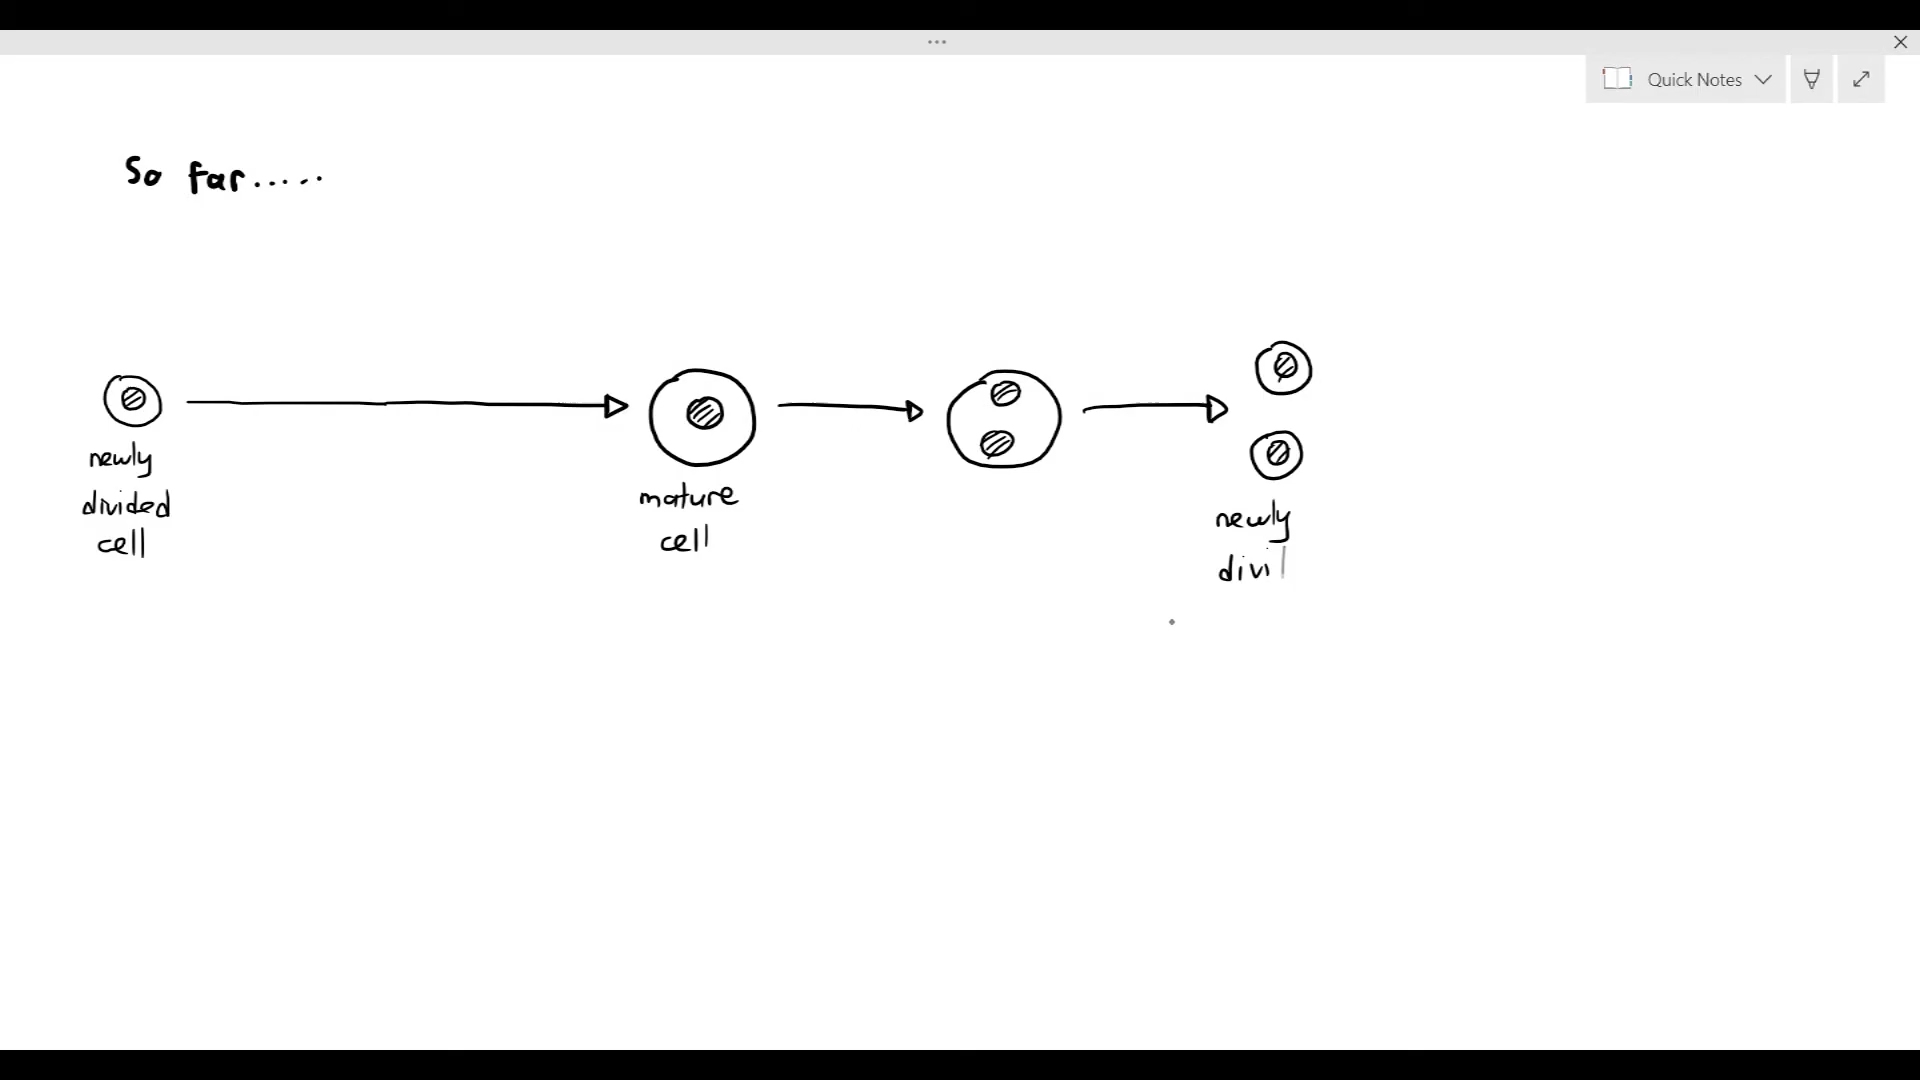 Quick Notes
So far.....
newly
divided
cell
mature
cell
newly
divi